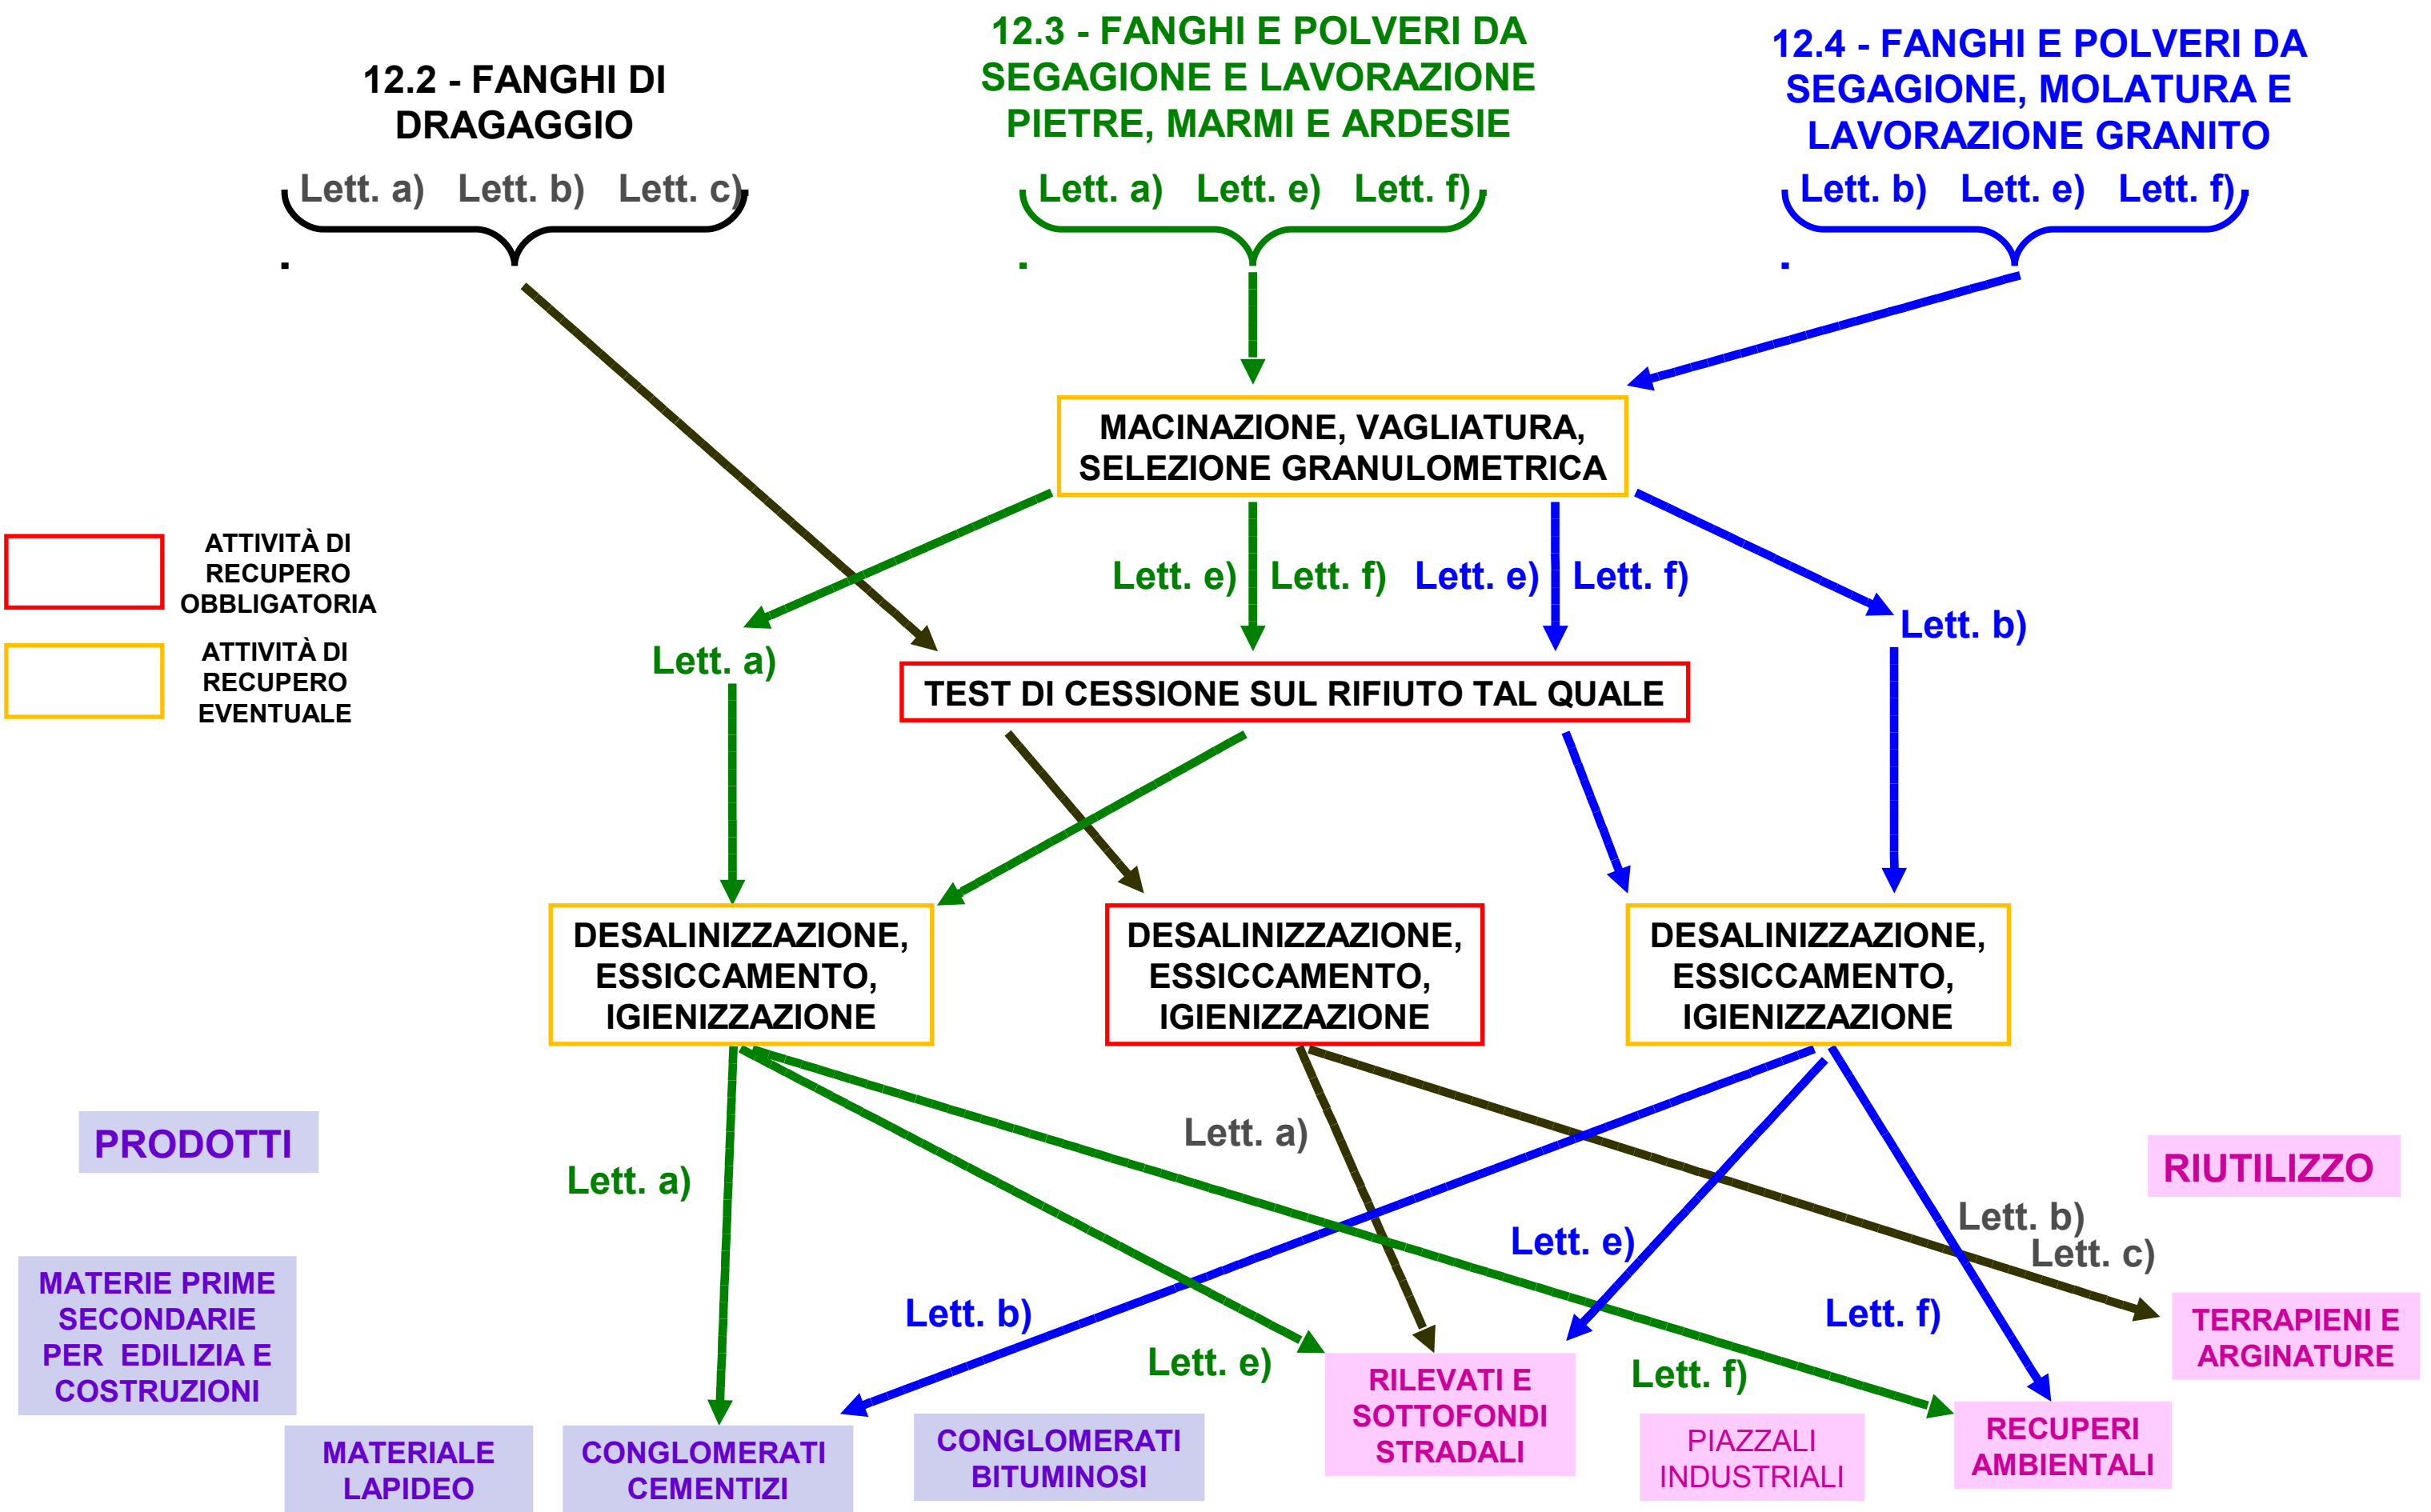 12.2 - FANGHI DI
DRAGAGGIO
Lett. a) Lett. b) Lett. c)
12.3 - FANGHI E POLVERI DA
SEGAGIONE E LAVORAZIONE
PIETRE, MARMI E ARDESIE
Lett. a) Lett. e) Lett. f)
12.4 - FANGHI E POLVERI DA
SEGAGIONE, MOLATURA E
LAVORAZIONE GRANITO
Lett. b) Lett. e) Lett. f)
MACINAZIONE, VAGLIATURA,
SELEZIONE GRANULOMETRICA
ATTIVITÀ DI
RECUPERO
OBBLIGATORIA
ATTIVITÀ DI
RECUPERO
EVENTUALE
Lett. e) Lett. f) Lett. e) Lett. f)
Lett. b)
Lett. a)
TEST DI CESSIONE SUL RIFIUTO TAL QUALE
DESALINIZZAZIONE,
ESSICCAMENTO,
IGIENIZZAZIONE
DESALINIZZAZIONE,
ESSICCAMENTO,
IGIENIZZAZIONE
DESALINIZZAZIONE,
ESSICCAMENTO,
IGIENIZZAZIONE
PRODOTTI
Lett. a)
Lett. a)
RIUTILIZZO
Lett. b)
Lett. c)
Lett. e)
Lett. b)
Lett. f)
Lett. e)
Lett. f)
MATERIE PRIME
SECONDARIE
PER EDILIZIA E
COSTRUZIONI
MATERIALE
LAPIDEO
CONGLOMERATI
CEMENTIZI
CONGLOMERATI
BITUMINOSI
RILEVATI E
SOTTOFONDI
STRADALI
PIAZZALI
INDUSTRIALI
RECUPERI
AMBIENTALI
TERRAPIENI E
ARGINATURE